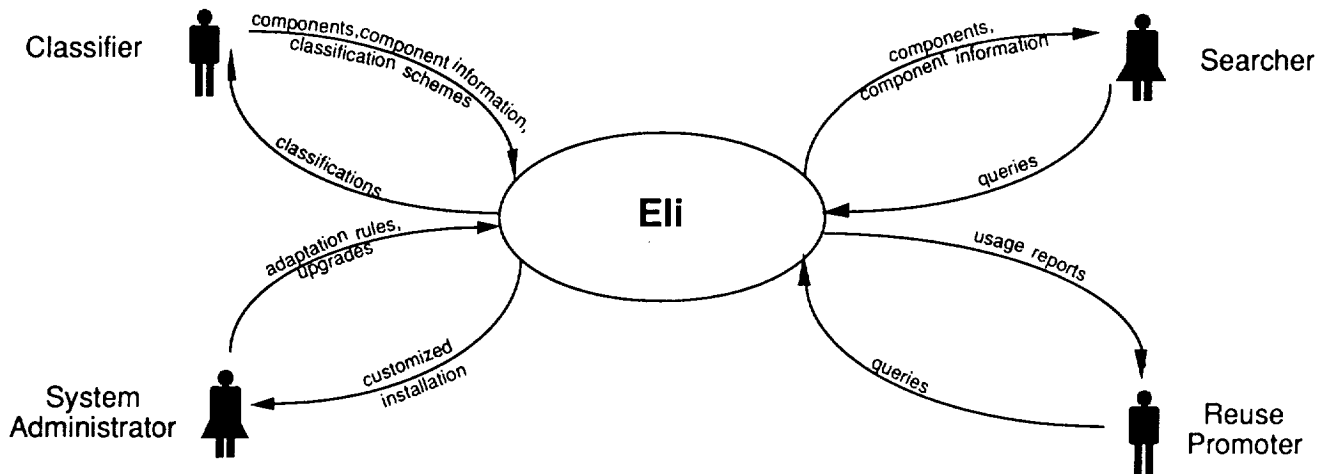 Classifier
components,component information,
classification schemes
classifications
components,
component information
Searcher
queries
Eli
adaptation rules,
upgrades
usage reports
customized
installation
queries
System
Administrator
Reuse
Promoter